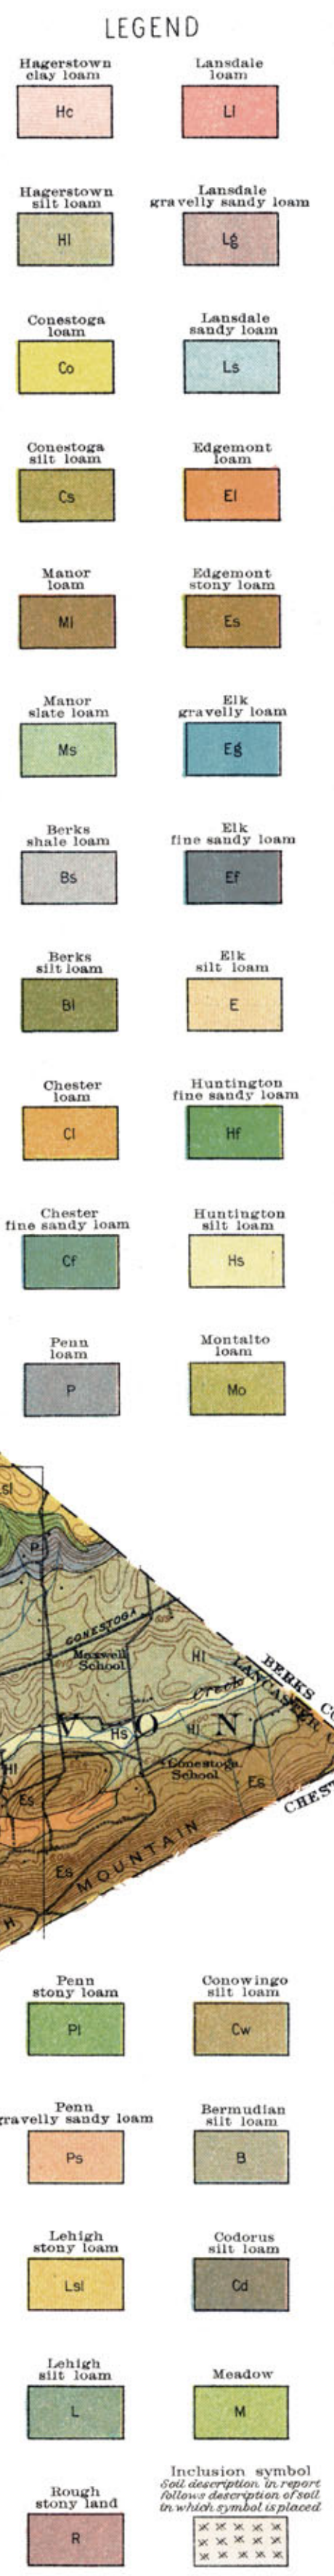 LEGEND
Hagerstown
clay loam
Hc
Lansdale
loam
Ll
Hagerstown
silt loam
Hl
Lansdale
gravelly sandy loam
Lg
Conestoga
loam
Co
Lansdale
sandy loam
Ls
Conestoga
silt loam
Cs
Edgemont
loam
El
Manor
loam
Ml
Edgemont
stony loam
Es
Manor
slate loam
Ms
Elk
gravelly loam
Eg
Berks
shale loam
Bs
Elk
fine sandy loam
Ef
Berks
silt loam
Bl
Elk
silt loam
E
Chester
loam
Cl
Huntington
fine sandy loam
Hf
Chester
fine sandy loam
Cf
Huntington
silt loam
Hs
Penn
loam
P
Montalto
loam
Mo
sl
P
CONESTOGA
Maxwell
School
Hl
BERKS CO
LANCASTER
Creek
V O N
Hs
Hl
Hl
Conestoga
School
Es
Es
CHEST
Es
MOUNTAIN
H
Penn
stony loam
Pl
Conowingo
silt loam
Cw
Penn
gravelly sandy loam
Ps
Bermudian
silt loam
B
Lehigh
stony loam
Lsl
Codorus
silt loam
Cd
Lehigh
silt loam
L
Meadow
M
Rough
stony land
R
Inclusion symbol
Soil description in report
follows description of soil
in which symbol is placed